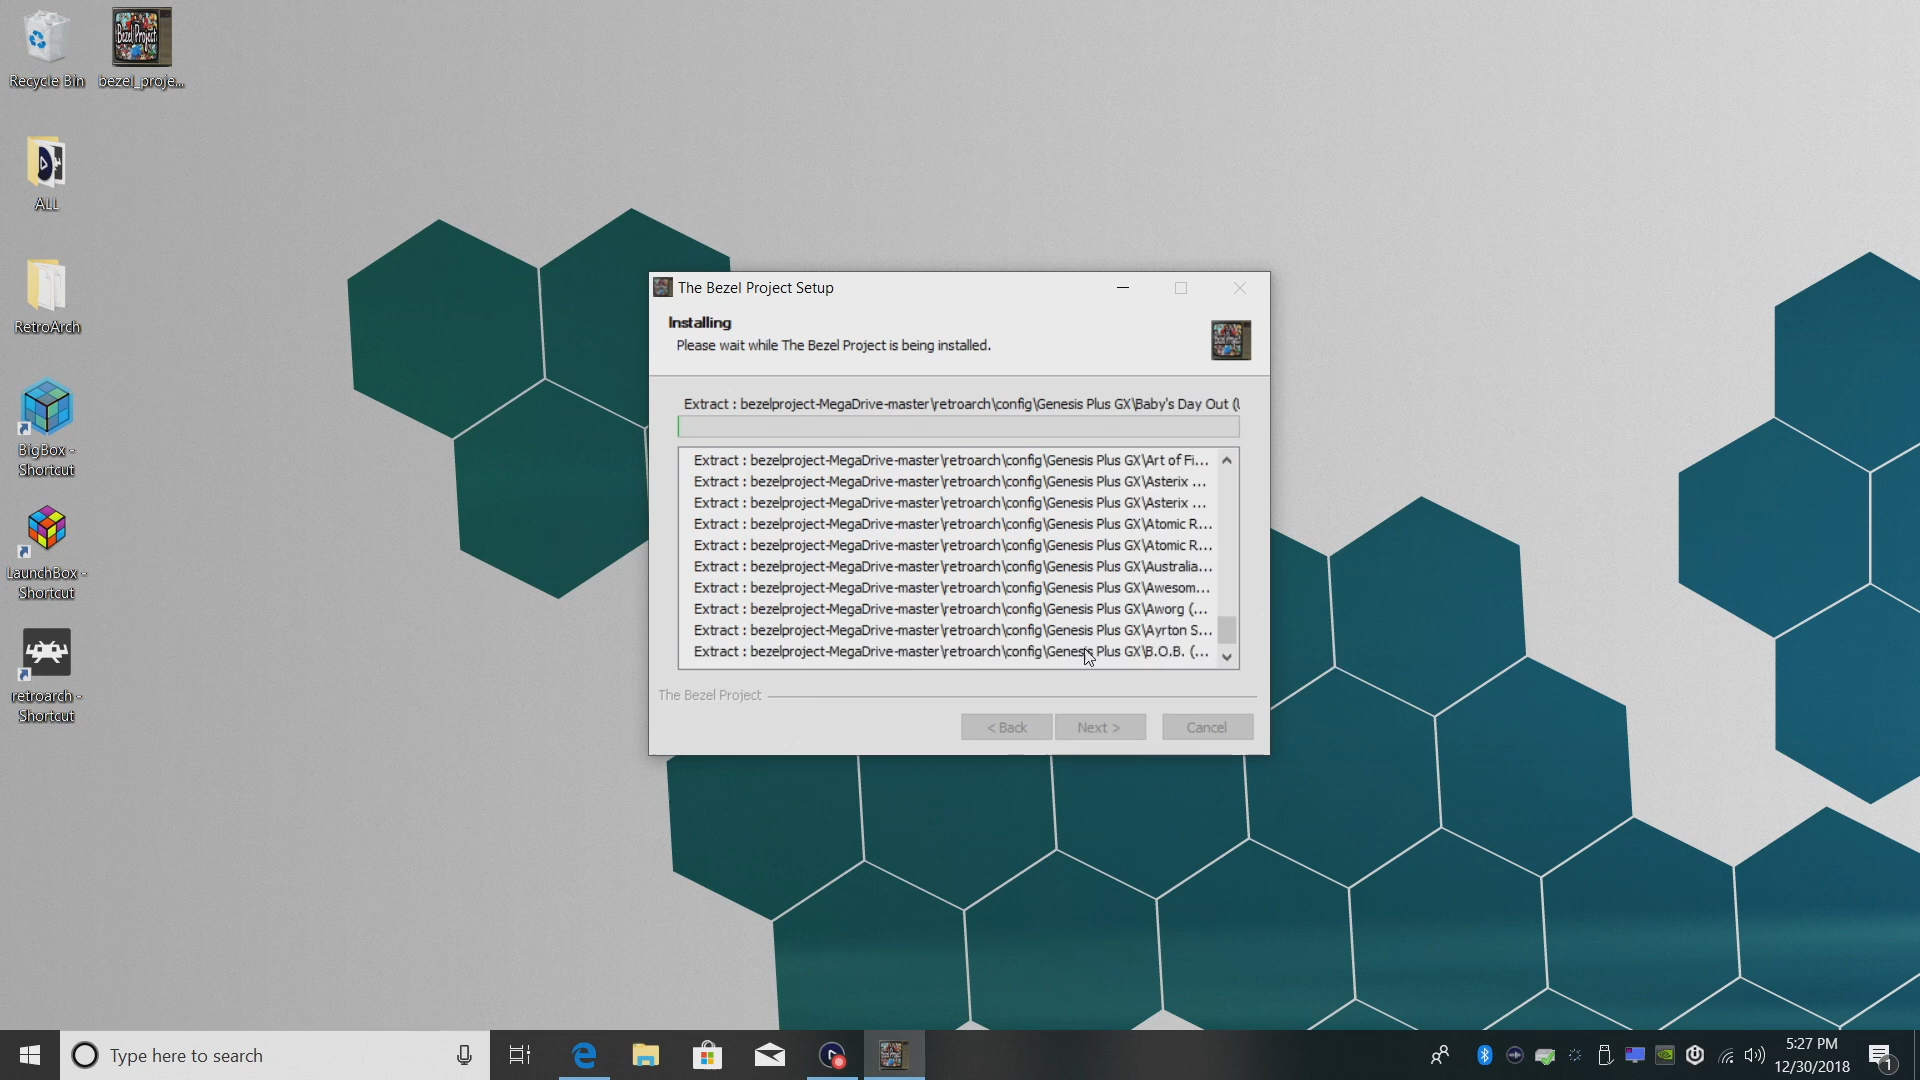 Recycle Bin
bezel_proje...
ALL
RetroArch
BigBox -
Shortcut
LaunchBox -
Shortcut
retroarch -
Shortcut
The Bezel Project Setup
Installing
Please wait while The Bezel Project is being installed.
Extract : bezelproject-MegaDrive-master\retroarch\config\Genesis Plus GX\Baby's Day Out (
Extract : bezelproject-MegaDrive-master\retroarch\config\Genesis Plus GX\Art of Fi...
Extract : bezelproject-MegaDrive-master\retroarch\config\Genesis Plus GX\Asterix ...
Extract : bezelproject-MegaDrive-master\retroarch\config\Genesis Plus GX\Asterix ...
Extract : bezelproject-MegaDrive-master\retroarch\config\Genesis Plus GX\Atomic R...
Extract : bezelproject-MegaDrive-master\retroarch\config\Genesis Plus GX\Atomic R...
Extract : bezelproject-MegaDrive-master\retroarch\config\Genesis Plus GX\Australia...
Extract : bezelproject-MegaDrive-master\retroarch\config\Genesis Plus GX\Awesom...
Extract : bezelproject-MegaDrive-master\retroarch\config\Genesis Plus GX\Aworg (...
Extract : bezelproject-MegaDrive-master\retroarch\config\Genesis Plus GX\Ayrton S...
Extract : bezelproject-MegaDrive-master\retroarch\config\Genesis Plus GX\B.O.B. (...
The Bezel Project
< Back
Next >
Cancel
Type here to search
5:27 PM
12/30/2018
1
Bezel Project